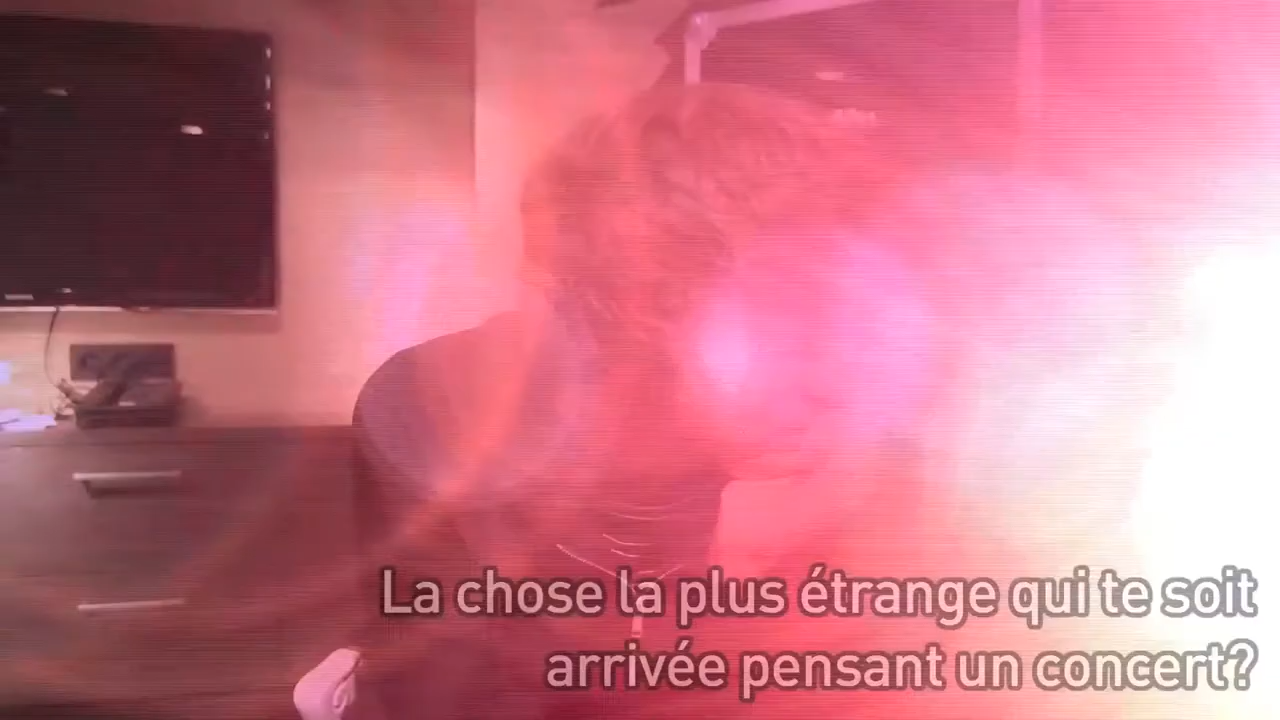 La chose la plus étrange qui te soit
arrivée pensant un concert?